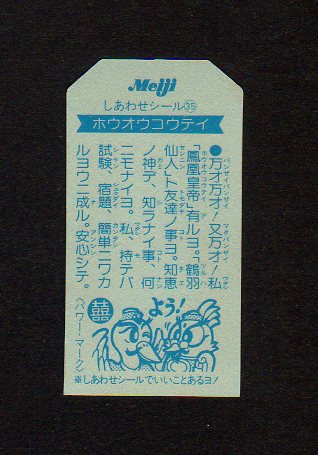 Meiji
しあわせシール㉟
ホウオウコウテイ
●万才万才！又万才！私
「鳳凰皇帝」有ルヨ。「鶴羽
仙人」ト友達ノ事ヨ。知恵
ノ神デ、知ラナイ事、何
ニモナイヨ。私、持テバ
試験、宿題、簡単ニワカ
ルヨウニ成ル。安心シテ。
よう！
囍
(パワー・マーク)
※しあわせシールでいいことあるヨ！